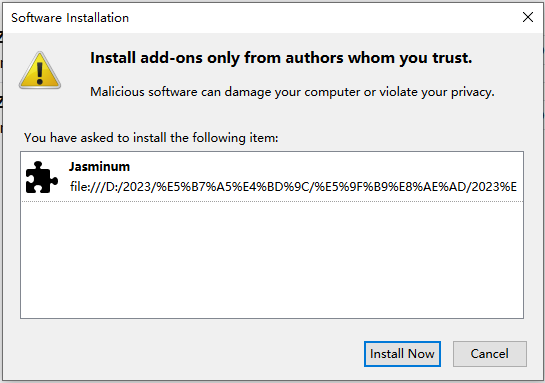 Software Installation
Install add-ons only from authors whom you trust.
Malicious software can damage your computer or violate your privacy.
You have asked to install the following item:
Jasminum
file:///D:/2023/%E5%B7%A5%E4%BD%9C/%E5%9F%B9%E8%AE%AD/2023%E
Install Now
Cancel